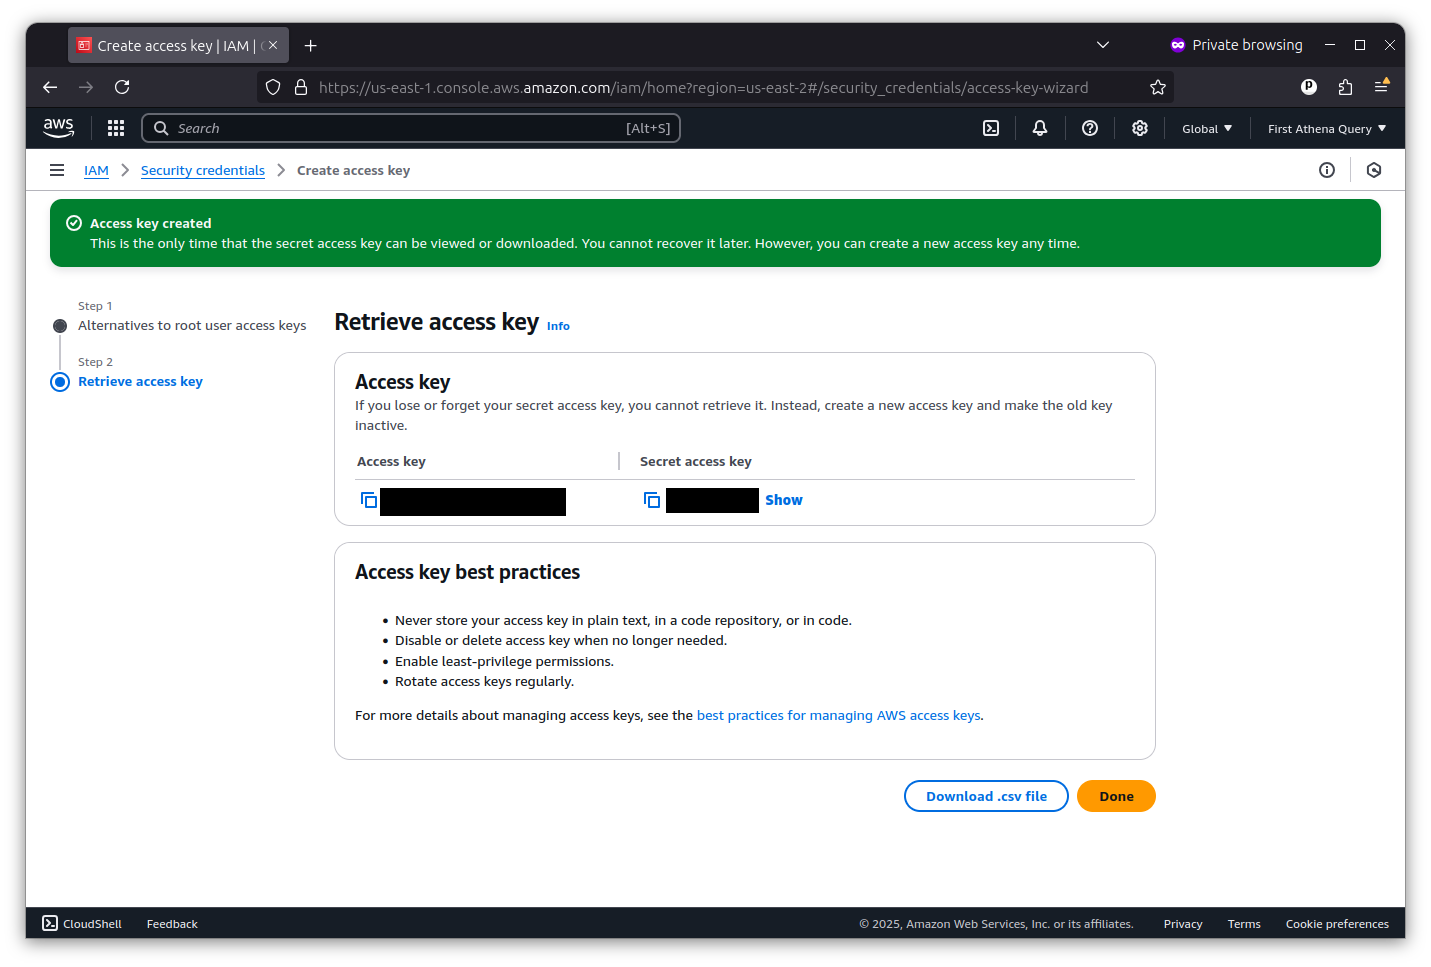 Create access key | IAM |
Private browsing
https://us-east-1.console.aws.amazon.com/iam/home?region=us-east-2#/security_credentials/access-key-wizard
aws
Search
[Alt+S]
Global
First Athena Query
IAM
Security credentials
Create access key
Access key created
This is the only time that the secret access key can be viewed or downloaded. You cannot recover it later. However, you can create a new access key any time.
Step 1
Alternatives to root user access keys
Step 2
Retrieve access key
Retrieve access key Info
Access key
If you lose or forget your secret access key, you cannot retrieve it. Instead, create a new access key and make the old key
inactive.
Access key
Secret access key
Show
Access key best practices
• Never store your access key in plain text, in a code repository, or in code.
• Disable or delete access key when no longer needed.
• Enable least-privilege permissions.
• Rotate access keys regularly.
For more details about managing access keys, see the best practices for managing AWS access keys.
Download .csv file
Done
CloudShell
Feedback
© 2025, Amazon Web Services, Inc. or its affiliates.
Privacy
Terms
Cookie preferences